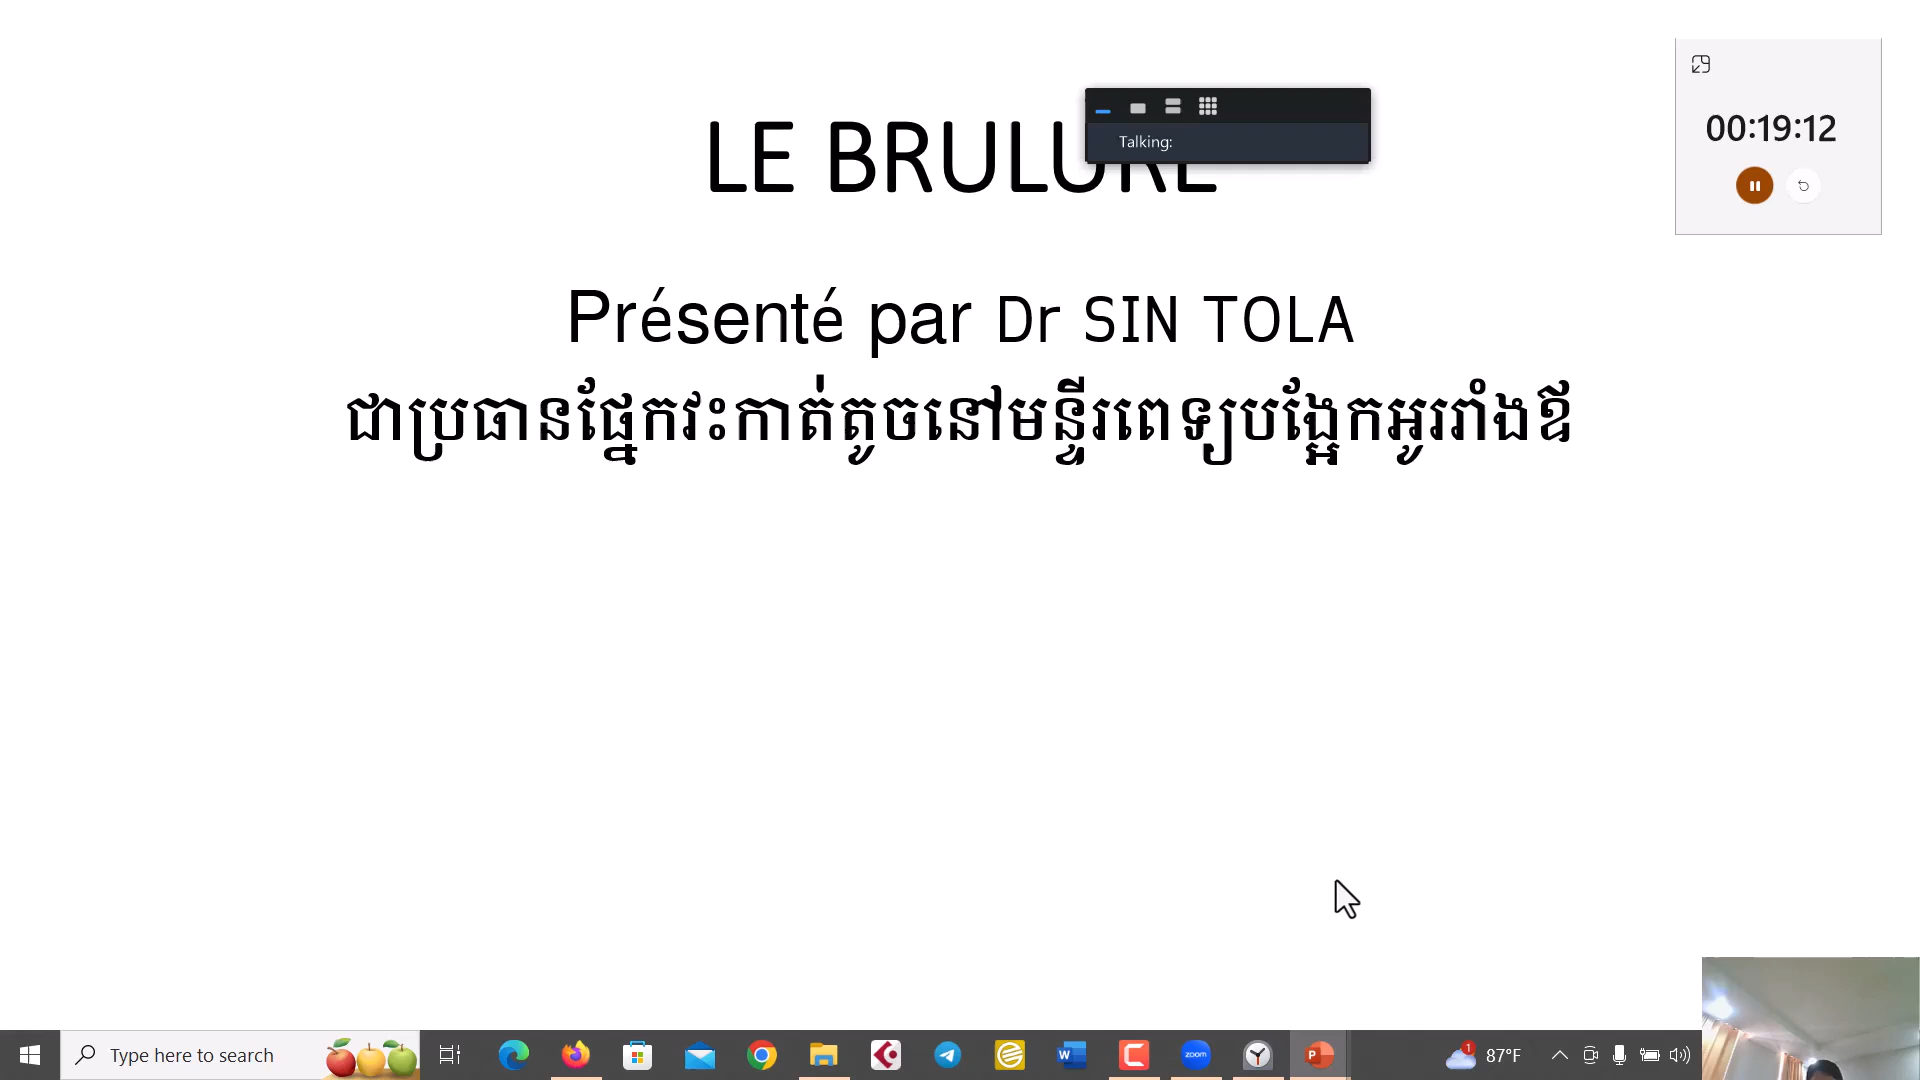 LE BRULURE
Talking:
00:19:12
Présenté par Dr SIN TOLA
ជាប្រធានផ្នែកវះកាត់តូចនៅមន្ទីរពេទ្យបង្អែកអូររាំងឪ
Type here to search
zoom
1
87°F